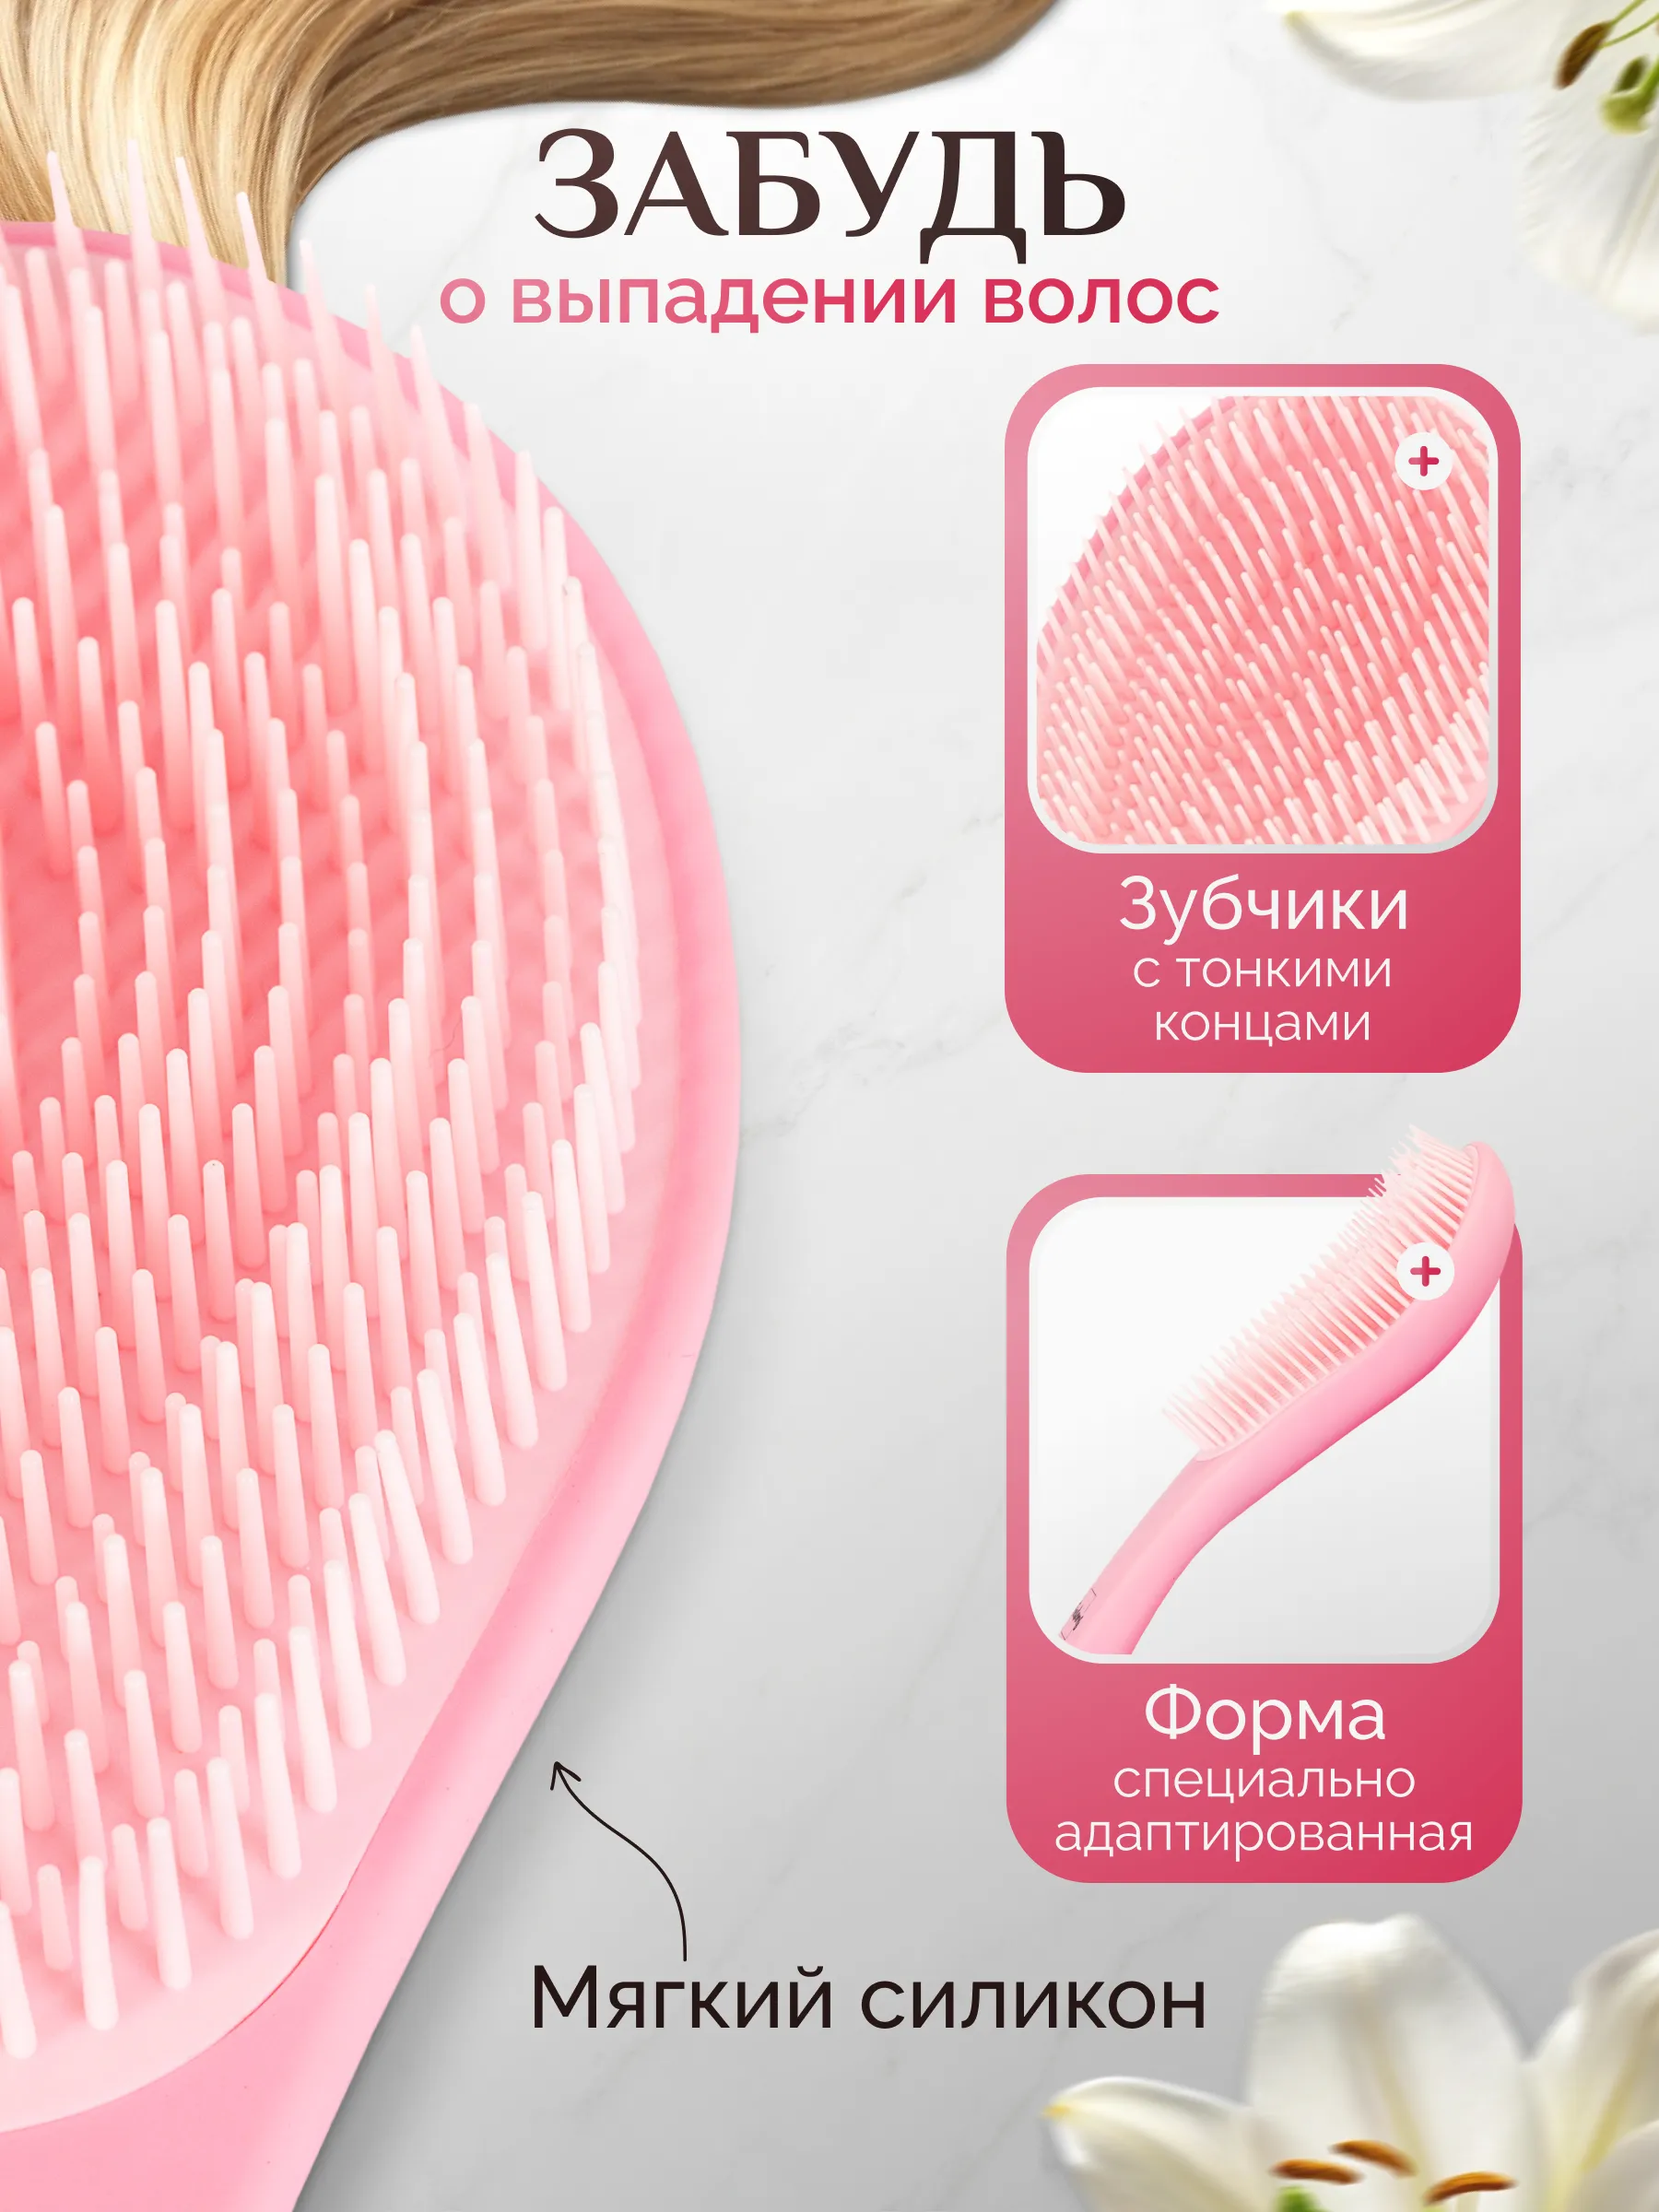 ЗАБУДЬ
о выпадении волос
Зубчики
с тонкими
концами
Форма
специально
адаптированная
Мягкий силикон